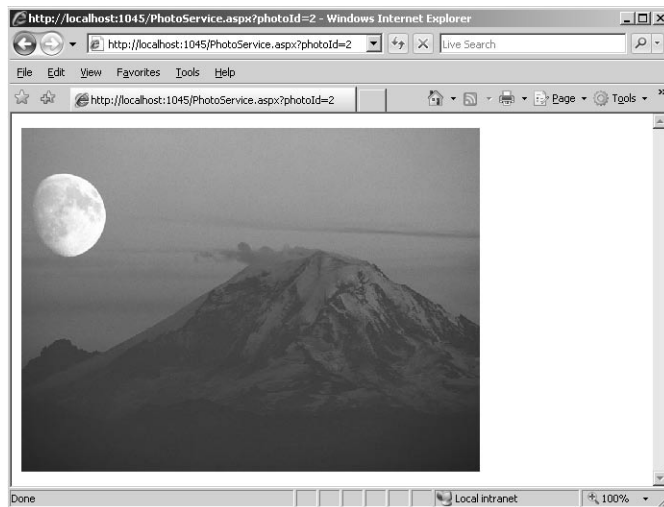 http://localhost:1045/PhotoService.aspx?photoId=2 - Windows Internet Explorer
http://localhost:1045/PhotoService.aspx?photoId=2 Live Search
File Edit View Favorites Tools Help
http://localhost:1045/PhotoService.aspx?photoId=2 Page Tools »
Done Local intranet 100%